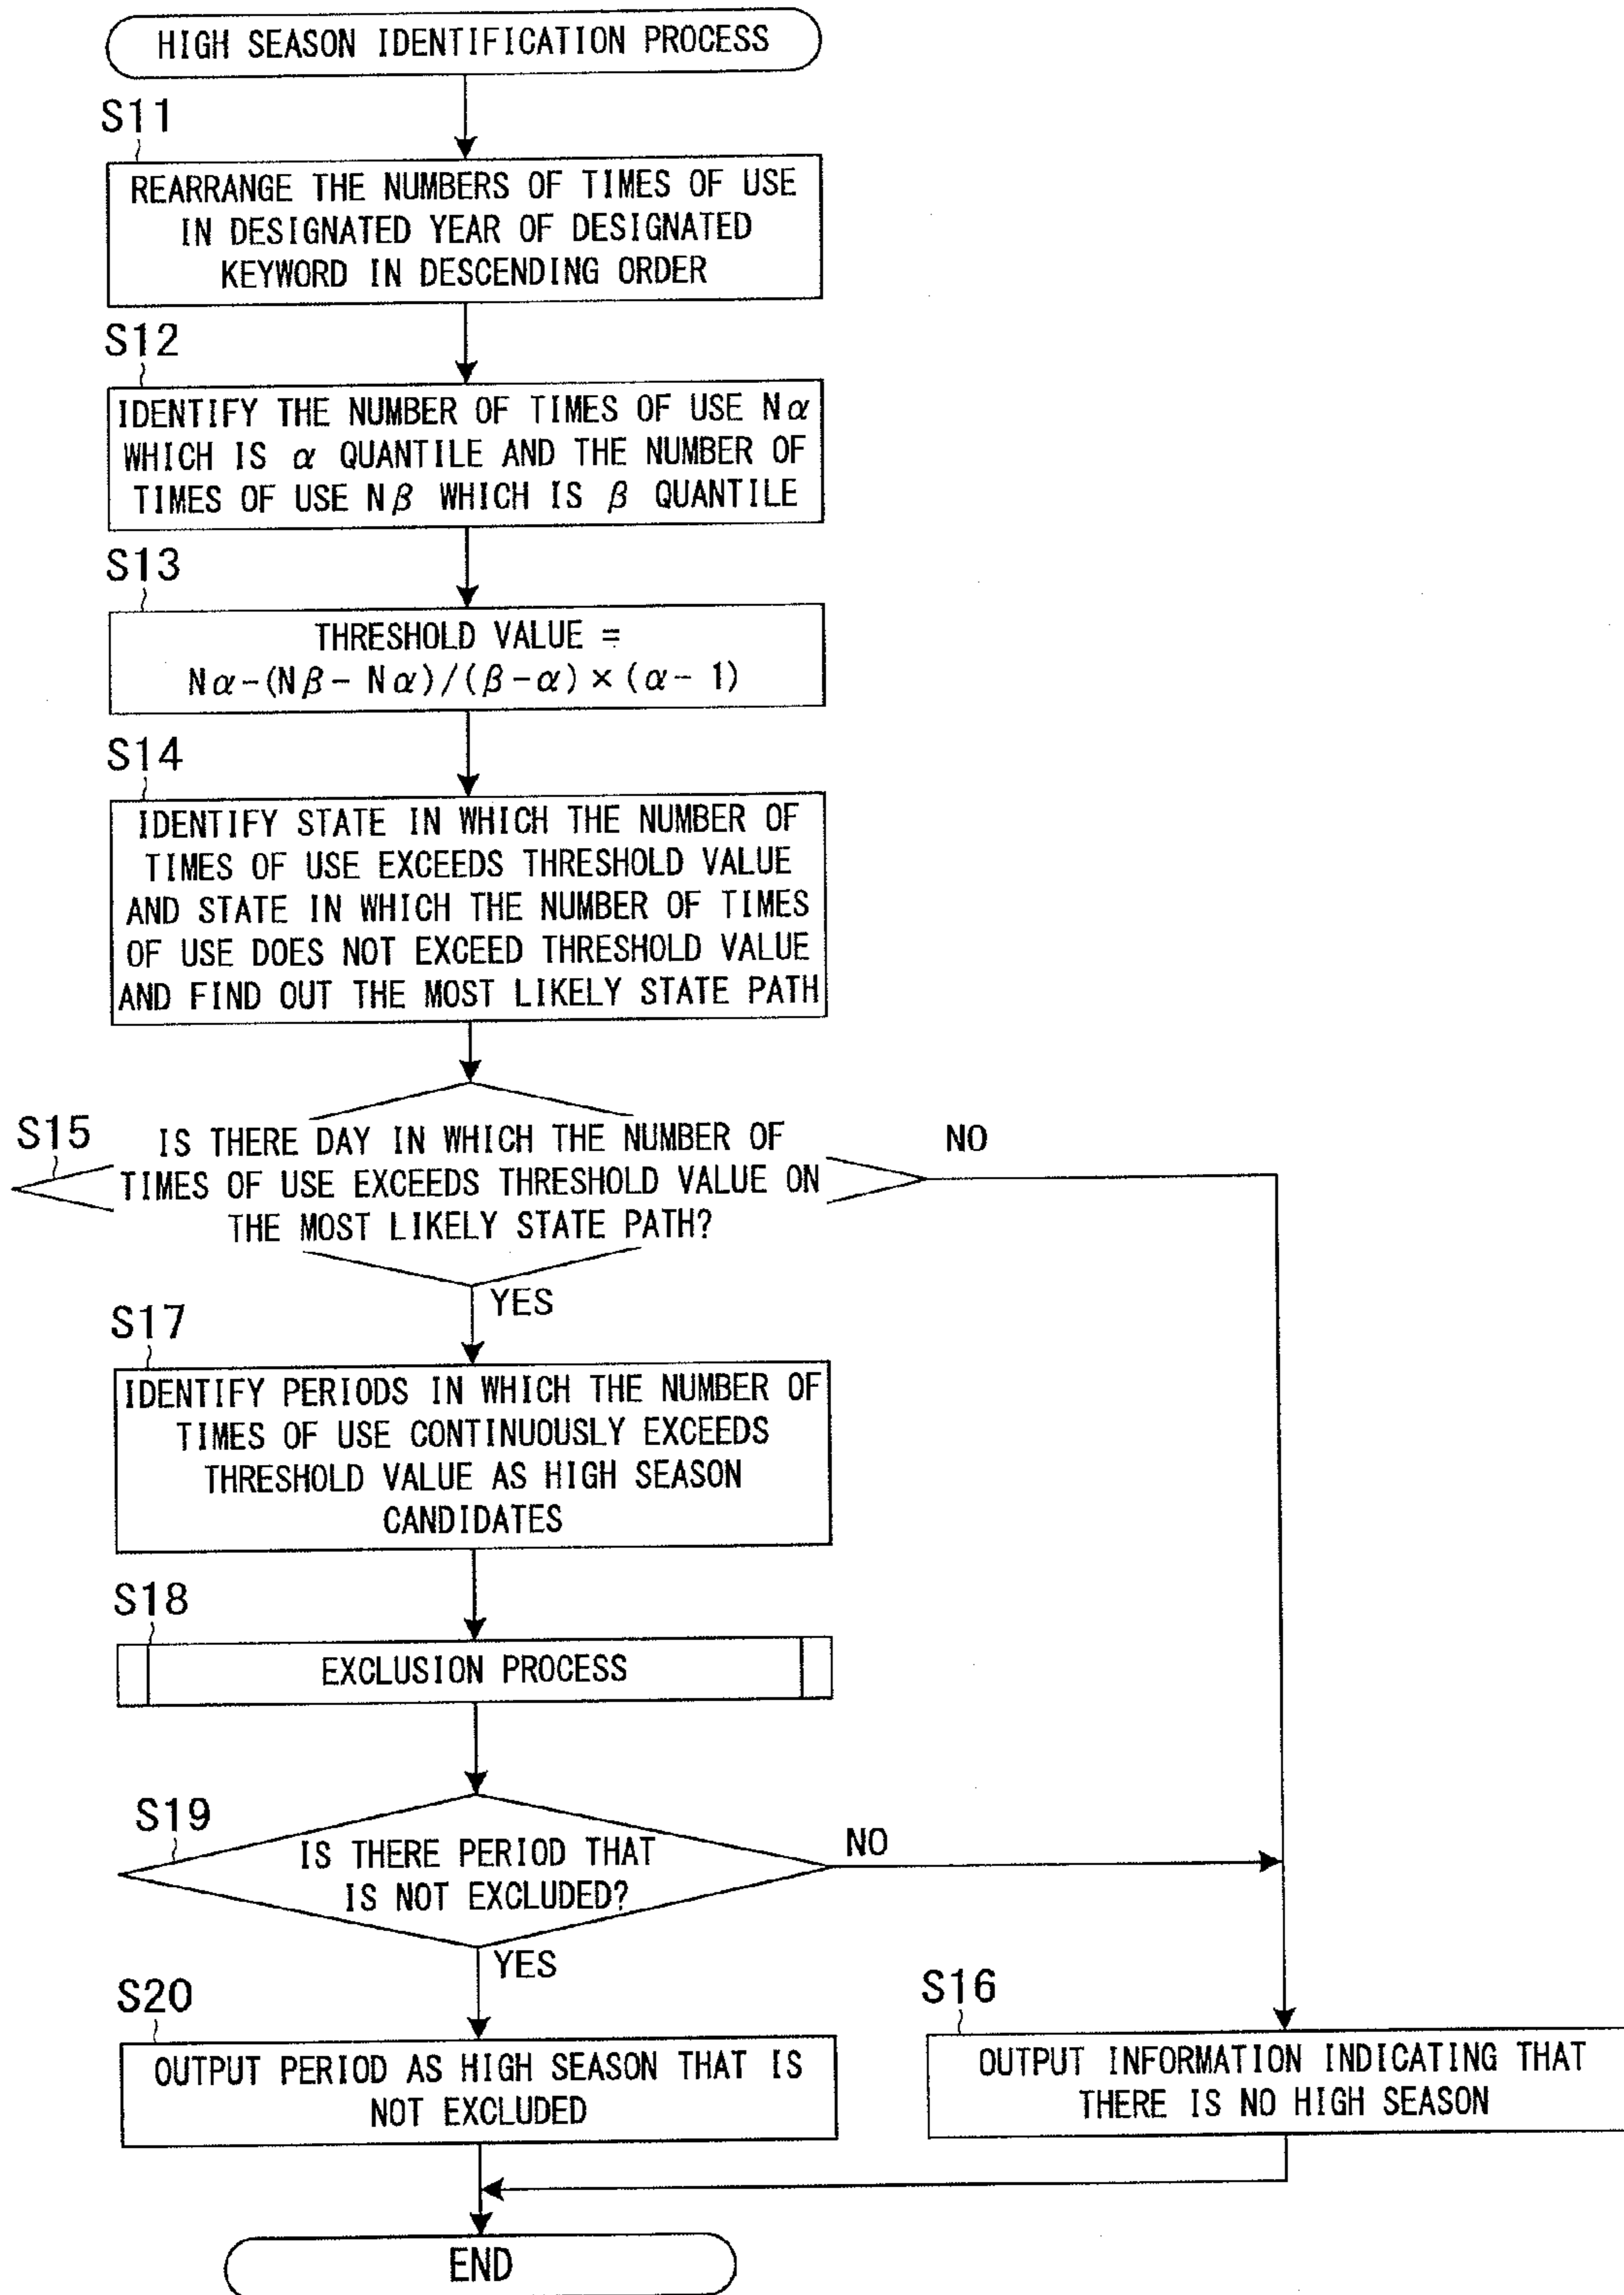 HIGH SEASON IDENTIFICATION PROCESS
S11
REARRANGE THE NUMBERS OF TIMES OF USE
IN DESIGNATED YEAR OF DESIGNATED
KEYWORD IN DESCENDING ORDER
S12
IDENTIFY THE NUMBER OF TIMES OF USE Nα
WHICH IS α QUANTILE AND THE NUMBER OF
TIMES OF USE Nβ WHICH IS β QUANTILE
S13
THRESHOLD VALUE =
Nα-(Nβ- Nα)/(β-α)×(α- 1)
S14
IDENTIFY STATE IN WHICH THE NUMBER OF
TIMES OF USE EXCEEDS THRESHOLD VALUE
AND STATE IN WHICH THE NUMBER OF TIMES
OF USE DOES NOT EXCEED THRESHOLD VALUE
AND FIND OUT THE MOST LIKELY STATE PATH
S15
IS THERE DAY IN WHICH THE NUMBER OF
TIMES OF USE EXCEEDS THRESHOLD VALUE ON
THE MOST LIKELY STATE PATH?
NO
YES
S17
IDENTIFY PERIODS IN WHICH THE NUMBER OF
TIMES OF USE CONTINUOUSLY EXCEEDS
THRESHOLD VALUE AS HIGH SEASON
CANDIDATES
S18
EXCLUSION PROCESS
S19
IS THERE PERIOD THAT
IS NOT EXCLUDED?
NO
YES
S20
OUTPUT PERIOD AS HIGH SEASON THAT IS
NOT EXCLUDED
S16
OUTPUT INFORMATION INDICATING THAT
THERE IS NO HIGH SEASON
END